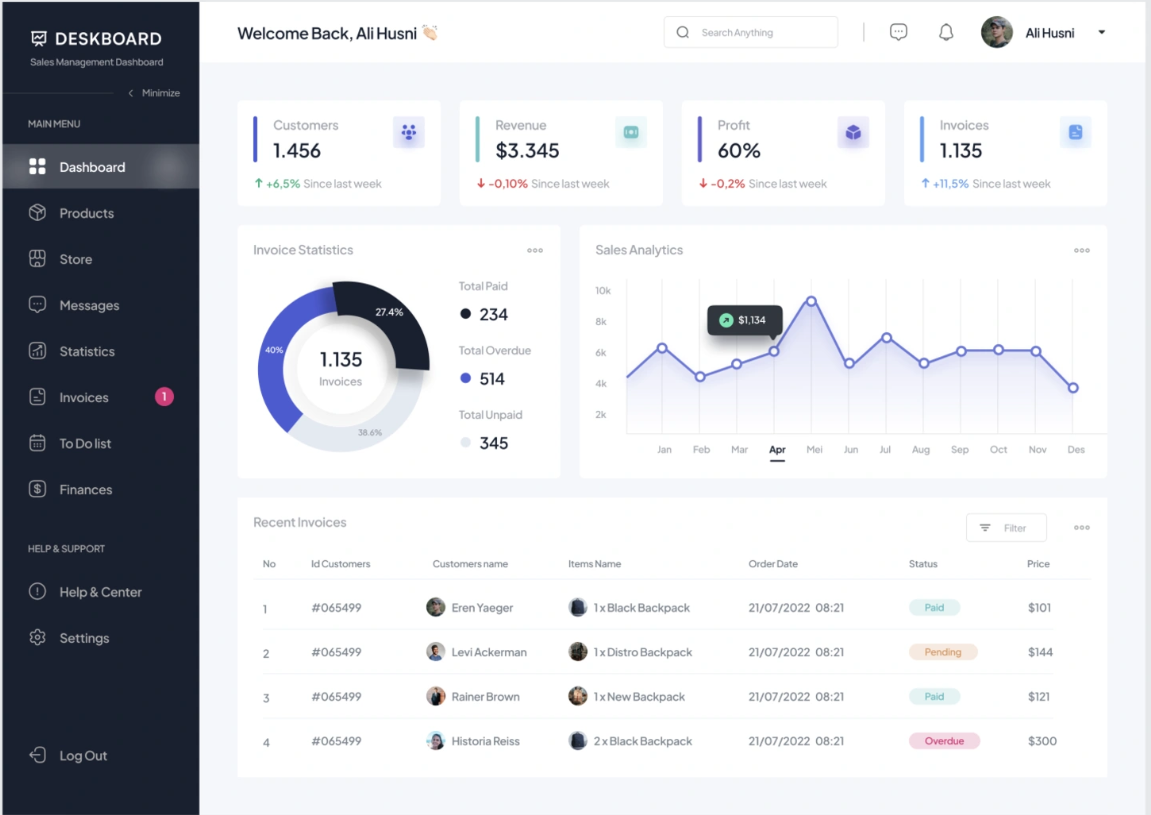 DESKBOARD
Sales Management Dashboard
Minimize
MAIN MENU
Dashboard
Products
Store
Messages
Statistics
Invoices 1
To Do list
Finances
HELP & SUPPORT
Help & Center
Settings
Log Out
Welcome Back, Ali Husni 👏🏻
Search Anything
Ali Husni
Customers
1.456
+6,5% Since last week
Revenue
$3.345
-0,10% Since last week
Profit
60%
-0,2% Since last week
Invoices
1.135
+11,5% Since last week
Invoice Statistics
27.4%
40%
38.6%
1.135
Invoices
Total Paid
234
Total Overdue
514
Total Unpaid
345
Sales Analytics
10k
8k
6k
4k
2k
$1,134
Jan Feb Mar Apr Mei Jun Jul Aug Sep Oct Nov Des
Recent Invoices
Filter
No Id Customers Customers name Items Name Order Date Status Price
1 #065499 Eren Yaeger 1 x Black Backpack 21/07/2022 08:21 Paid $101
2 #065499 Levi Ackerman 1 x Distro Backpack 21/07/2022 08:21 Pending $144
3 #065499 Rainer Brown 1 x New Backpack 21/07/2022 08:21 Paid $121
4 #065499 Historia Reiss 2 x Black Backpack 21/07/2022 08:21 Overdue $300